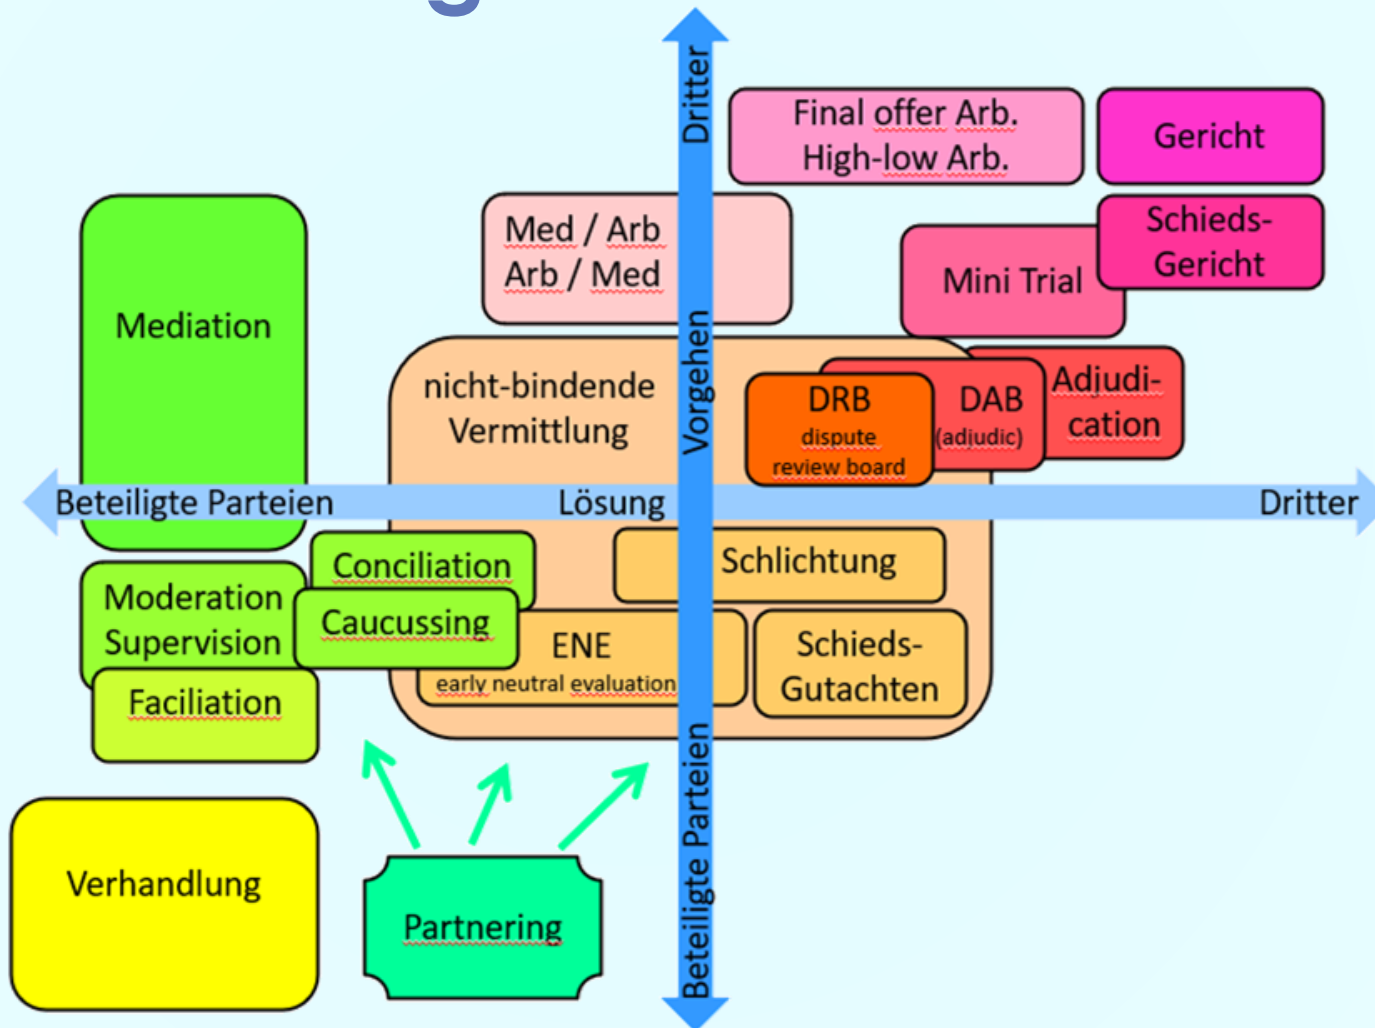 Dritter
Final offer Arb.
High-low Arb.
Gericht
Med / Arb
Arb / Med
Schieds-
Gericht
Mini Trial
Mediation
Vorgehen
nicht-bindende
Vermittlung
DRB
dispute
review board
DAB
(adjudic)
Adjudi-
cation
Beteiligte Parteien
Lösung
Dritter
Conciliation
Schlichtung
Moderation
Supervision
Caucussing
ENE
early neutral evaluation
Schieds-
Gutachten
Faciliation
Beteiligte Parteien
Verhandlung
Partnering